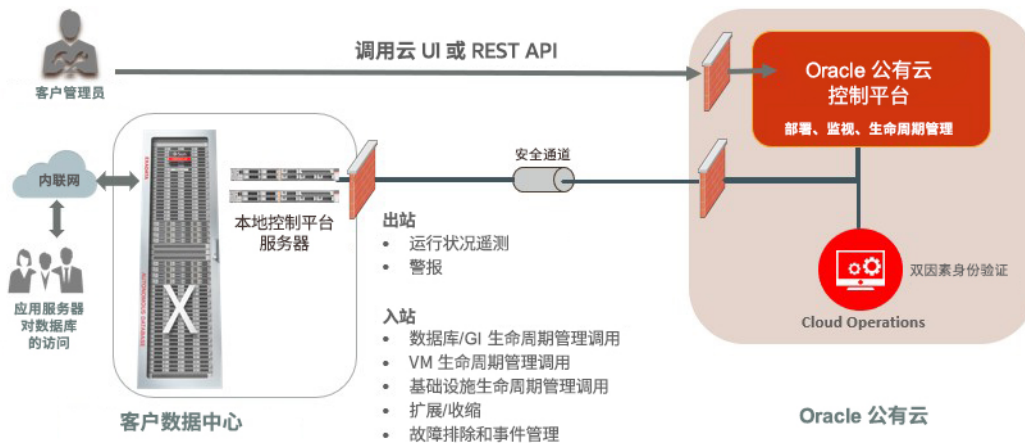 调用云 UI 或 REST API
客户管理员
Oracle 公有云
控制平台
部署、监视、生命周期管理
内联网
应用服务器
对数据库
的访问
AUTONOMOUS DATABASE
X
本地控制平台
服务器
客户数据中心
安全通道
出站
• 运行状况遥测
• 警报
入站
• 数据库/GI 生命周期管理调用
• VM 生命周期管理调用
• 基础设施生命周期管理调用
• 扩展/收缩
• 故障排除和事件管理
双因素身份验证
Cloud Operations
Oracle 公有云